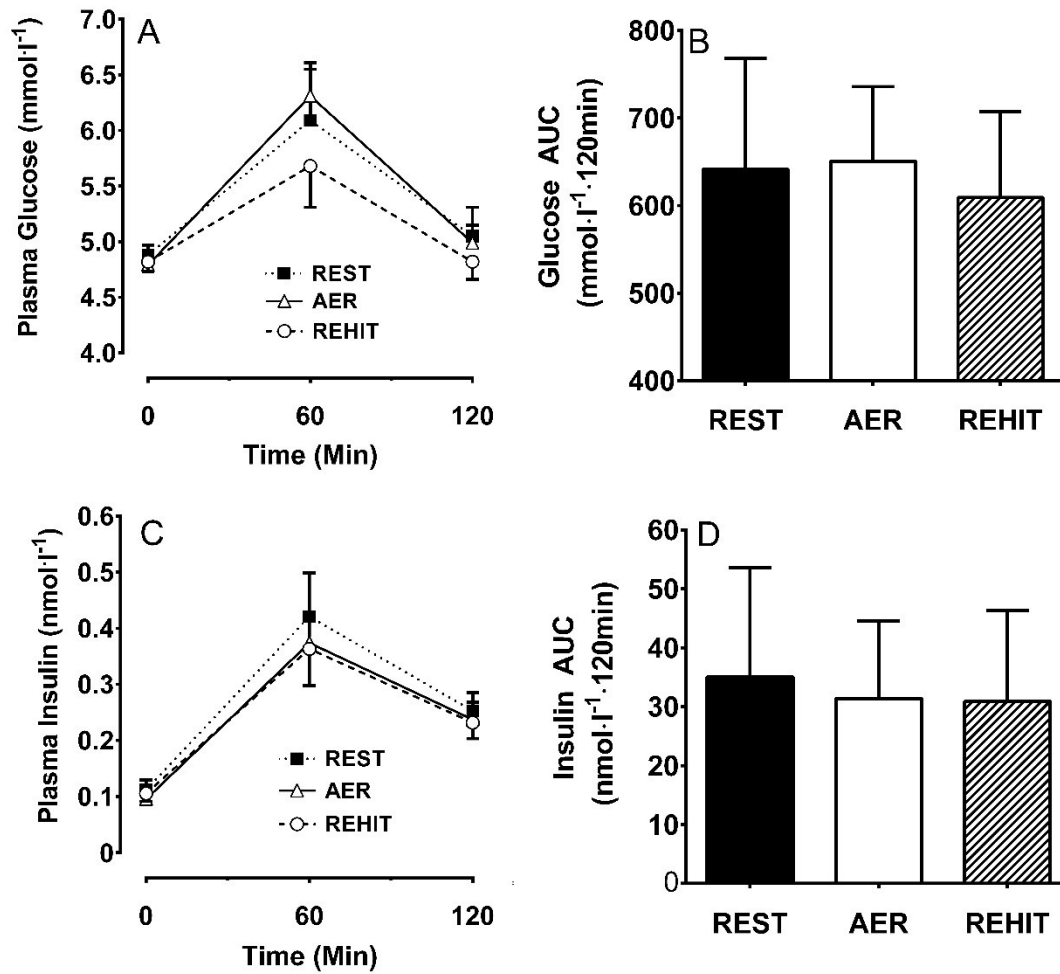 A
Plasma Glucose (mmol·l⁻¹)
7.0
6.5
6.0
5.5
5.0
4.5
4.0
REST
AER
REHIT
0 60 120
Time (Min)
B
Glucose AUC
(mmol·l⁻¹·120min)
800
700
600
500
400
REST AER REHIT
C
Plasma Insulin (nmol·l⁻¹)
0.6
0.5
0.4
0.3
0.2
0.1
0
REST
AER
REHIT
0 60 120
Time (Min)
D
Insulin AUC
(nmol·l⁻¹·120min)
60
50
40
30
20
10
0
REST AER REHIT